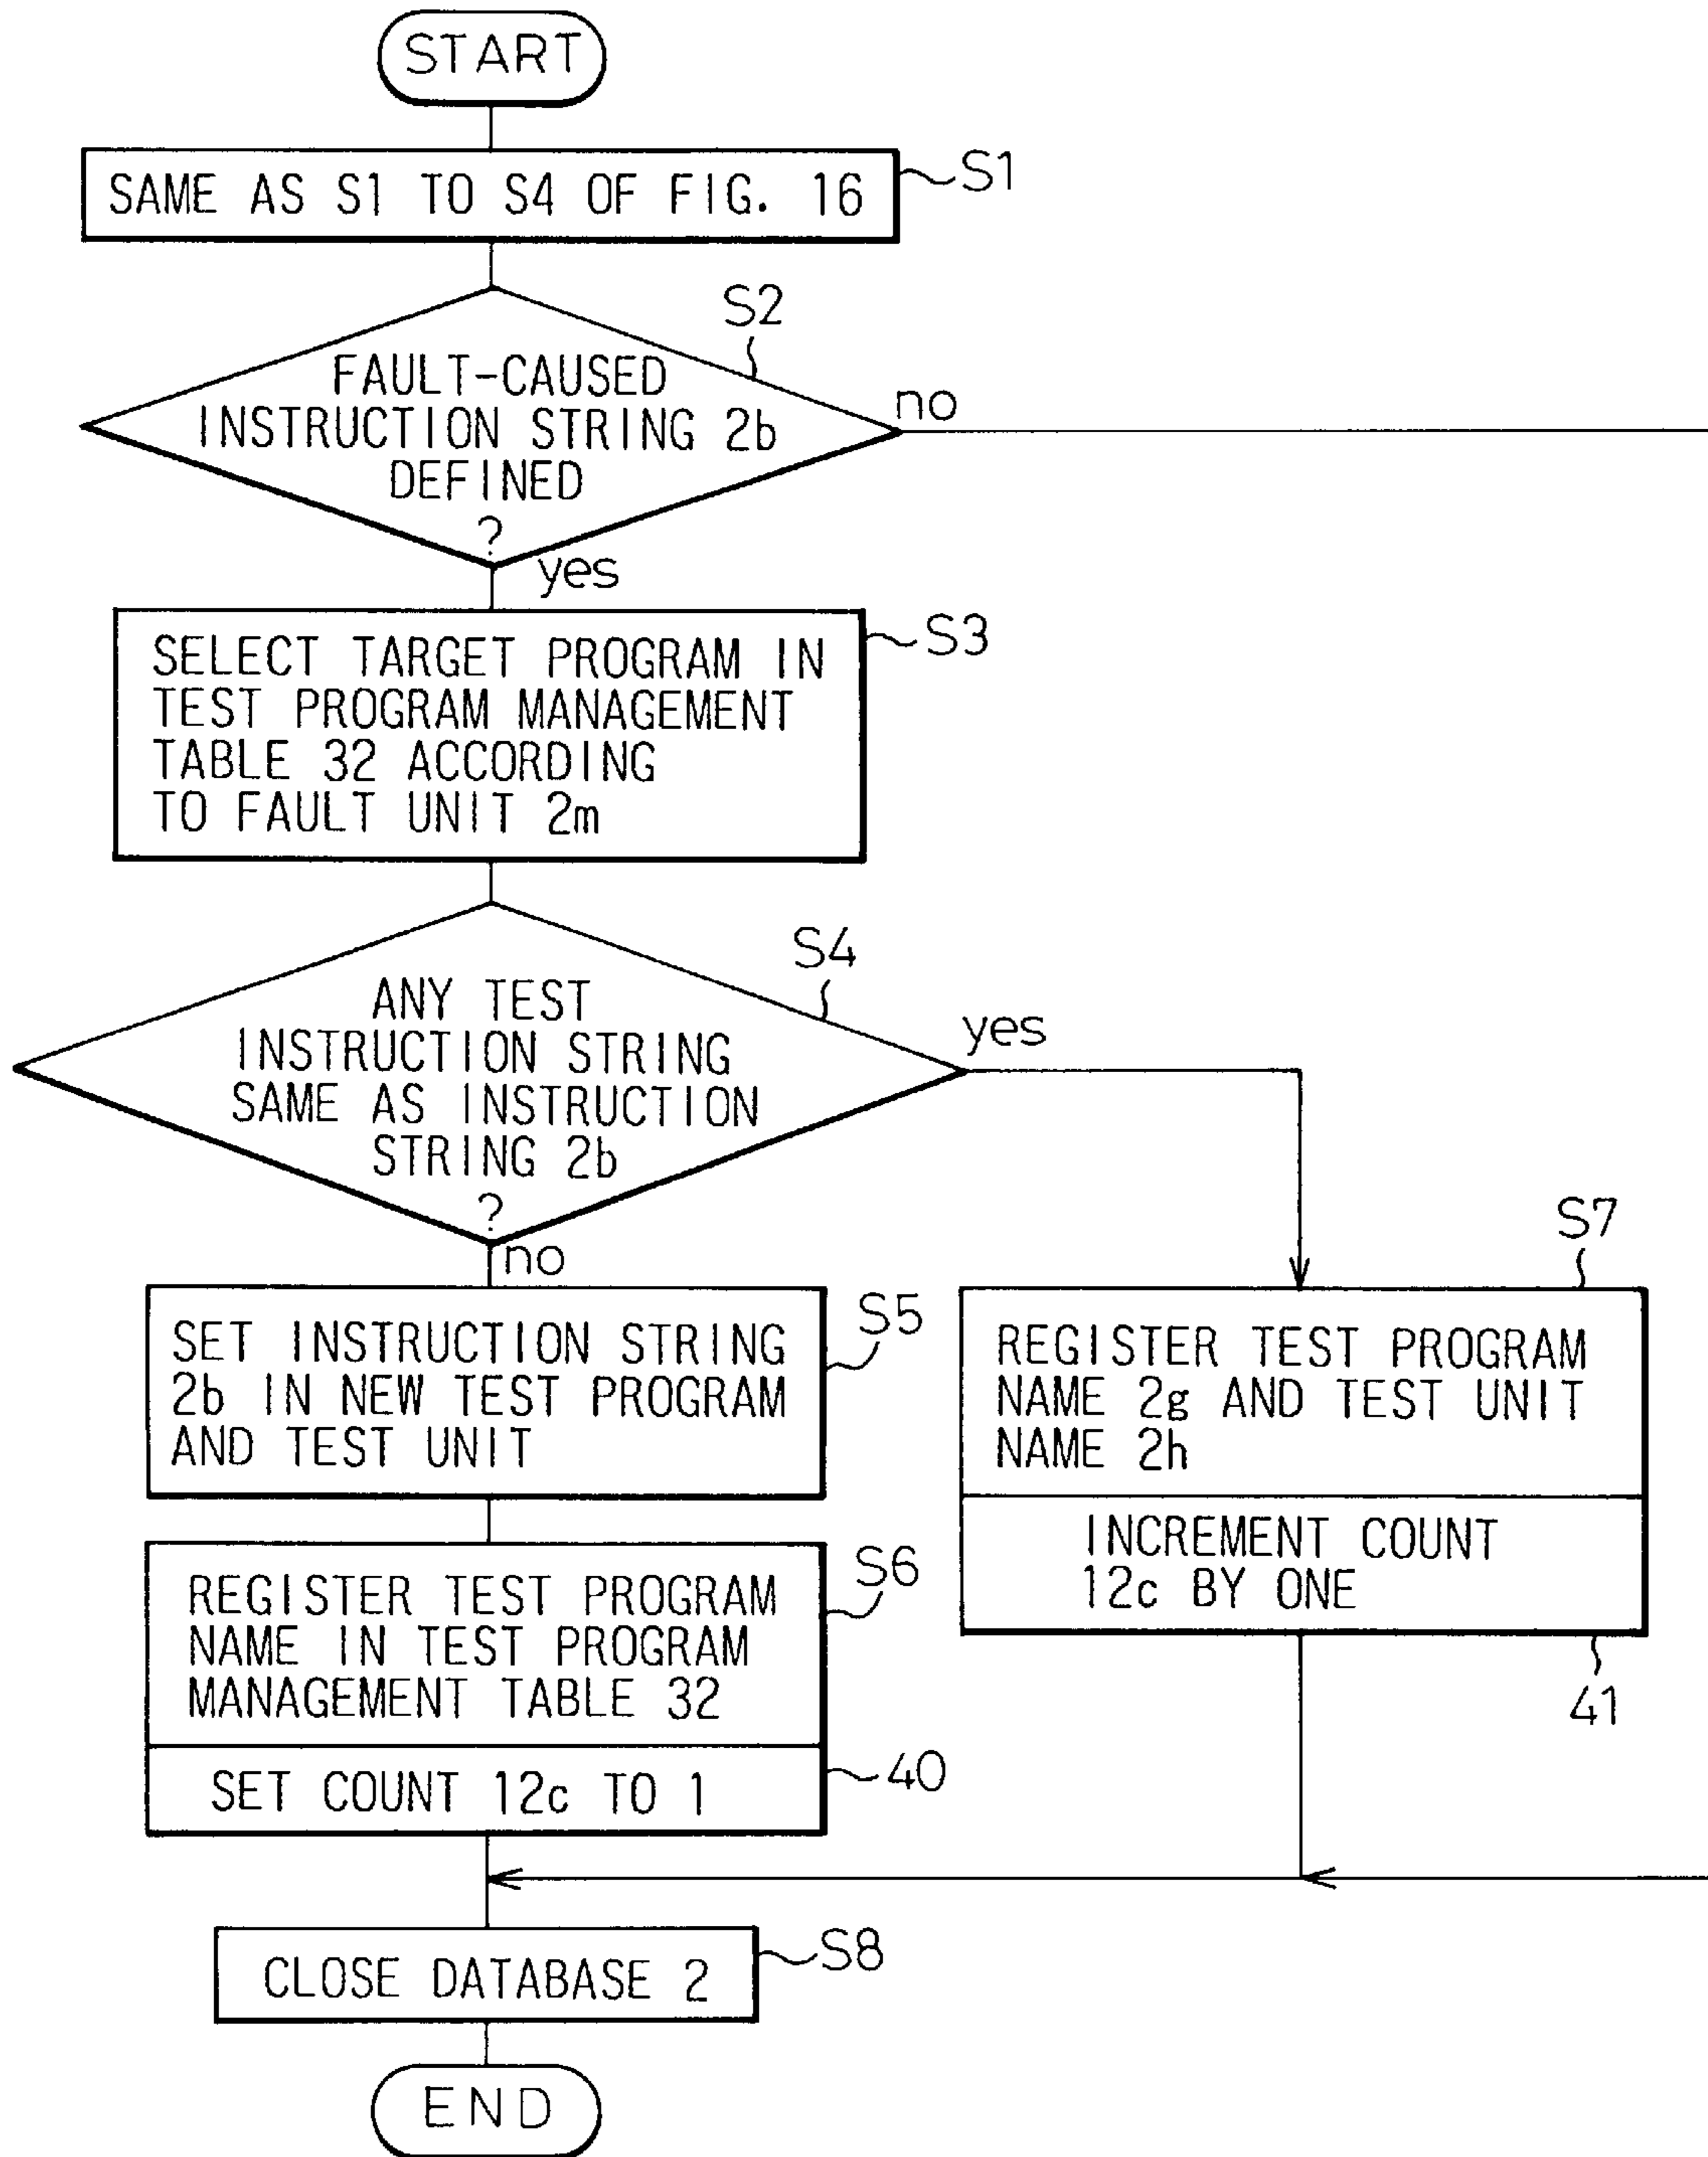 START
SAME AS S1 TO S4 OF FIG. 16
S1
S2
FAULT-CAUSED
INSTRUCTION STRING 2b
DEFINED
?
no
yes
SELECT TARGET PROGRAM IN
TEST PROGRAM MANAGEMENT
TABLE 32 ACCORDING
TO FAULT UNIT 2m
S3
S4
ANY TEST
INSTRUCTION STRING
SAME AS INSTRUCTION
STRING 2b
?
yes
no
SET INSTRUCTION STRING
2b IN NEW TEST PROGRAM
AND TEST UNIT
S5
S7
REGISTER TEST PROGRAM
NAME 2g AND TEST UNIT
NAME 2h
INCREMENT COUNT
12c BY ONE
41
REGISTER TEST PROGRAM
NAME IN TEST PROGRAM
MANAGEMENT TABLE 32
S6
SET COUNT 12c TO 1
40
CLOSE DATABASE 2
S8
END